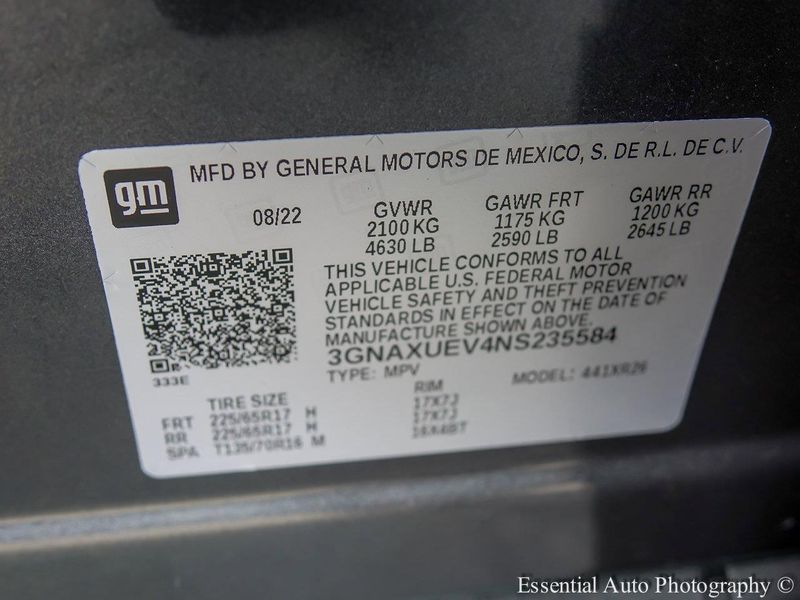 gm
MFD BY GENERAL MOTORS DE MEXICO, S. DE R.L. DE C.V.
08/22
GVWR
2100 KG
4630 LB
GAWR FRT
1175 KG
2590 LB
GAWR RR
1200 KG
2645 LB
THIS VEHICLE CONFORMS TO ALL
APPLICABLE U.S. FEDERAL MOTOR
VEHICLE SAFETY AND THEFT PREVENTION
STANDARDS IN EFFECT ON THE DATE OF
MANUFACTURE SHOWN ABOVE.
3GNAXUEV4NS235584
333E
TYPE: MPV
MODEL: 441XR26
TIRE SIZE
RIM
FRT 225/65R17 H 17X7J
RR 225/65R17 H 17X7J
SPA T135/70R16 M
Essential Auto Photography ©